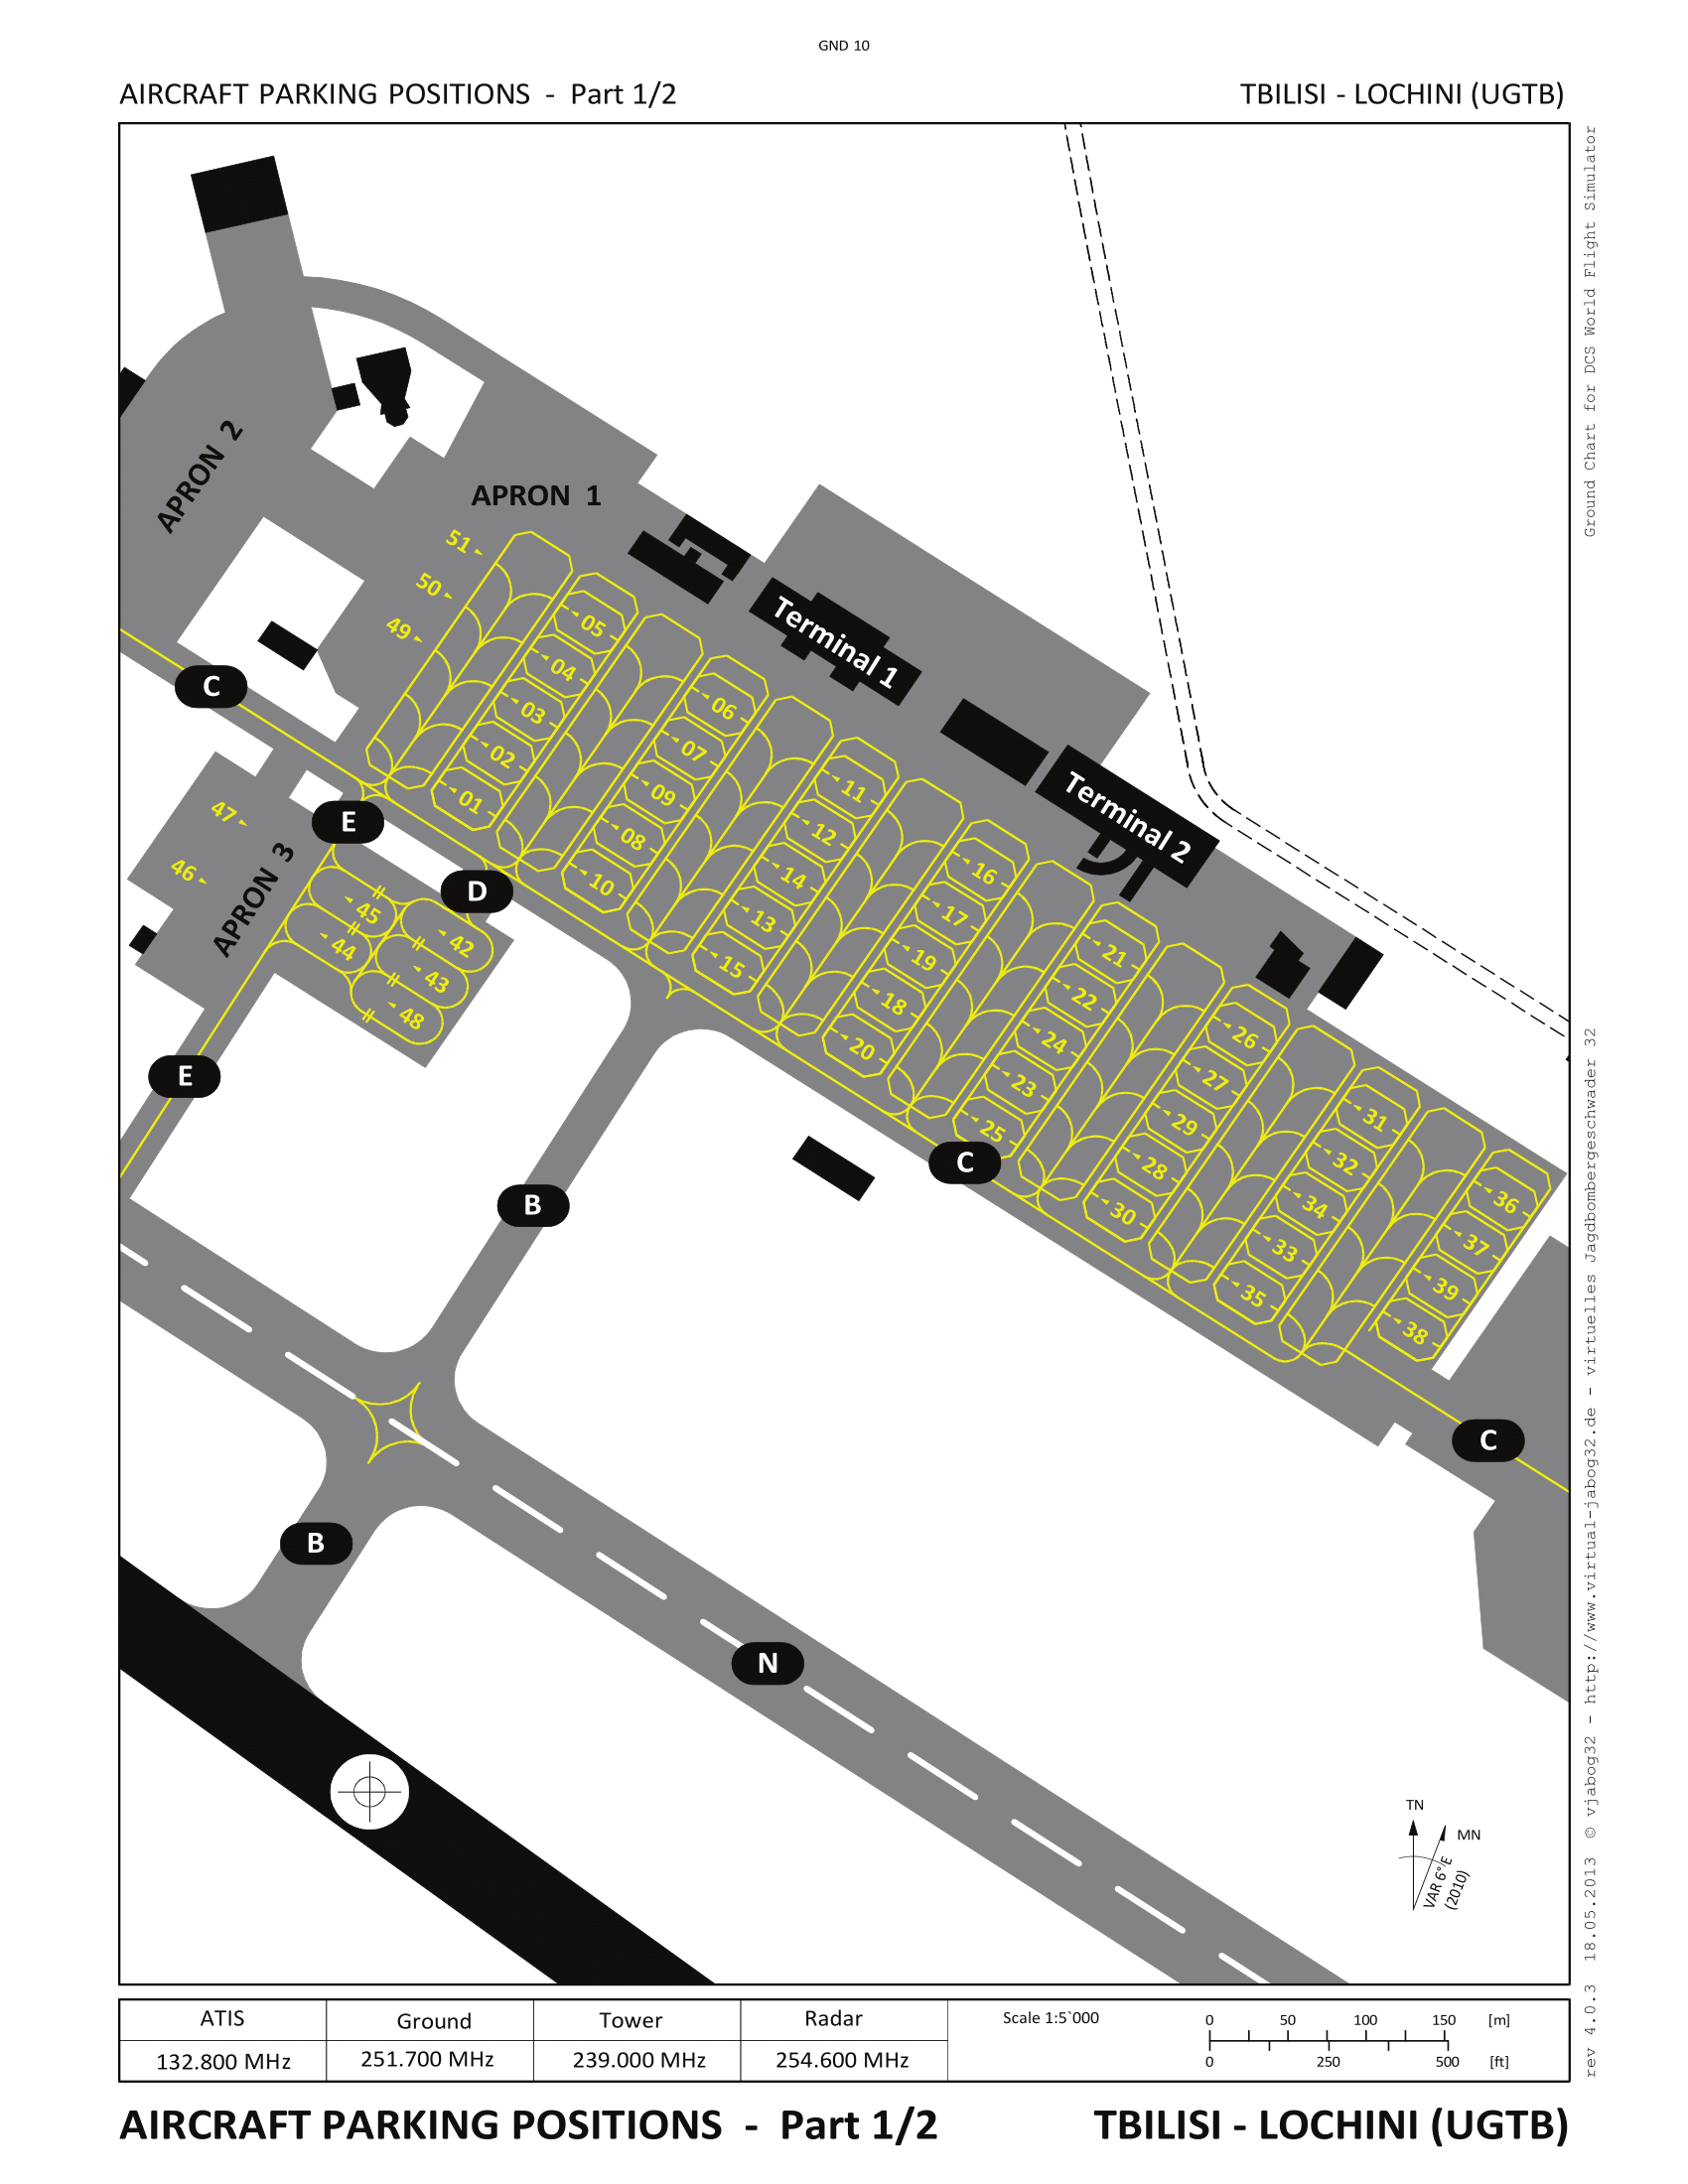 GND 10
AIRCRAFT PARKING POSITIONS - Part 1/2
TBILISI - LOCHINI (UGTB)
APRON 2
APRON 1
51
50
49
05
04
03
02
01
Terminal 1
06
07
09
08
10
C
11
12
14
13
15
Terminal 2
47
46
E
APRON 3
D
45
44
42
43
48
16
17
19
18
20
21
22
24
23
25
26
27
29
28
30
31
32
34
33
35
36
37
39
38
E
B
C
C
B
N
TN
MN
VAR 6° E
(2010)
Ground Chart for DCS World Flight Simulator
rev 4.0.3 18.05.2013 © vjabog32 - http://www.virtual-jabog32.de - virtuelles Jagdbombergeschwader 32
ATIS
Ground
Tower
Radar
132.800 MHz
251.700 MHz
239.000 MHz
254.600 MHz
Scale 1:5`000
0 50 100 150 [m]
0 250 500 [ft]
AIRCRAFT PARKING POSITIONS - Part 1/2
TBILISI - LOCHINI (UGTB)